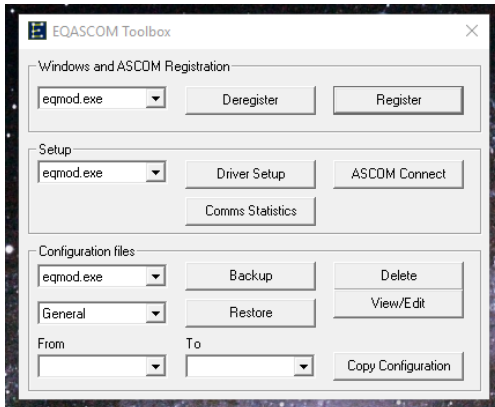 EQASCOM Toolbox
Windows and ASCOM Registration
eqmod.exe Deregister Register
Setup
eqmod.exe Driver Setup ASCOM Connect
Comms Statistics
Configuration files
eqmod.exe Backup Delete
General Restore View/Edit
From To
Copy Configuration